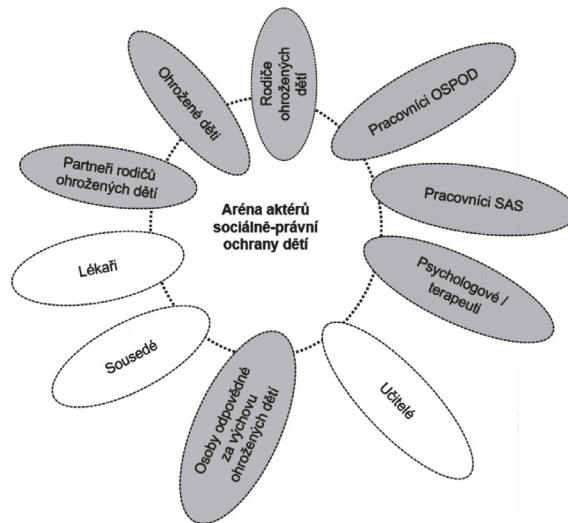 Rodiče
ohrožených
dětí
Pracovníci OSPOD
Pracovníci SAS
Psychologové /
terapeuti
Učitelé
Osoby odpovědné
za výchovu
ohrožených dětí
Sousedé
Lékaři
Partneři rodičů
ohrožených dětí
Ohrožené děti
Aréna aktérů
sociálně-právní
ochrany dětí